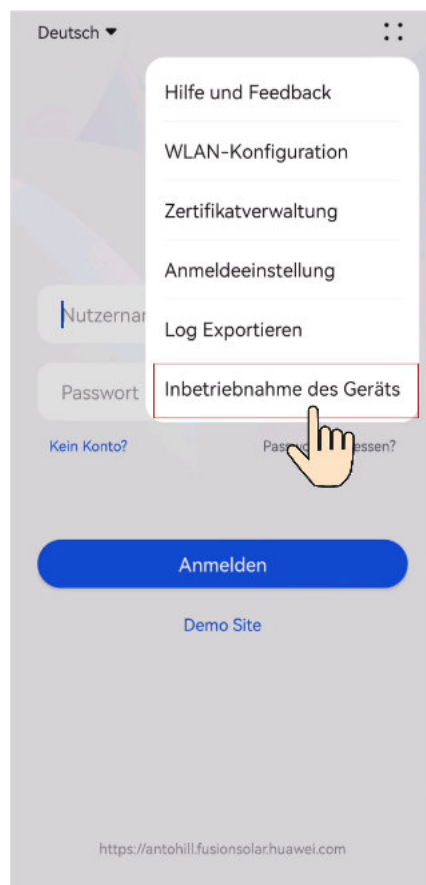 Deutsch
Hilfe und Feedback
WLAN-Konfiguration
Zertifikatverwaltung
Anmeldeeinstellung
Log Exportieren
Inbetriebnahme des Geräts
Passwort
Kein Konto?
Anmelden
Demo Site
https://antohill.fusionsolar.huawei.com